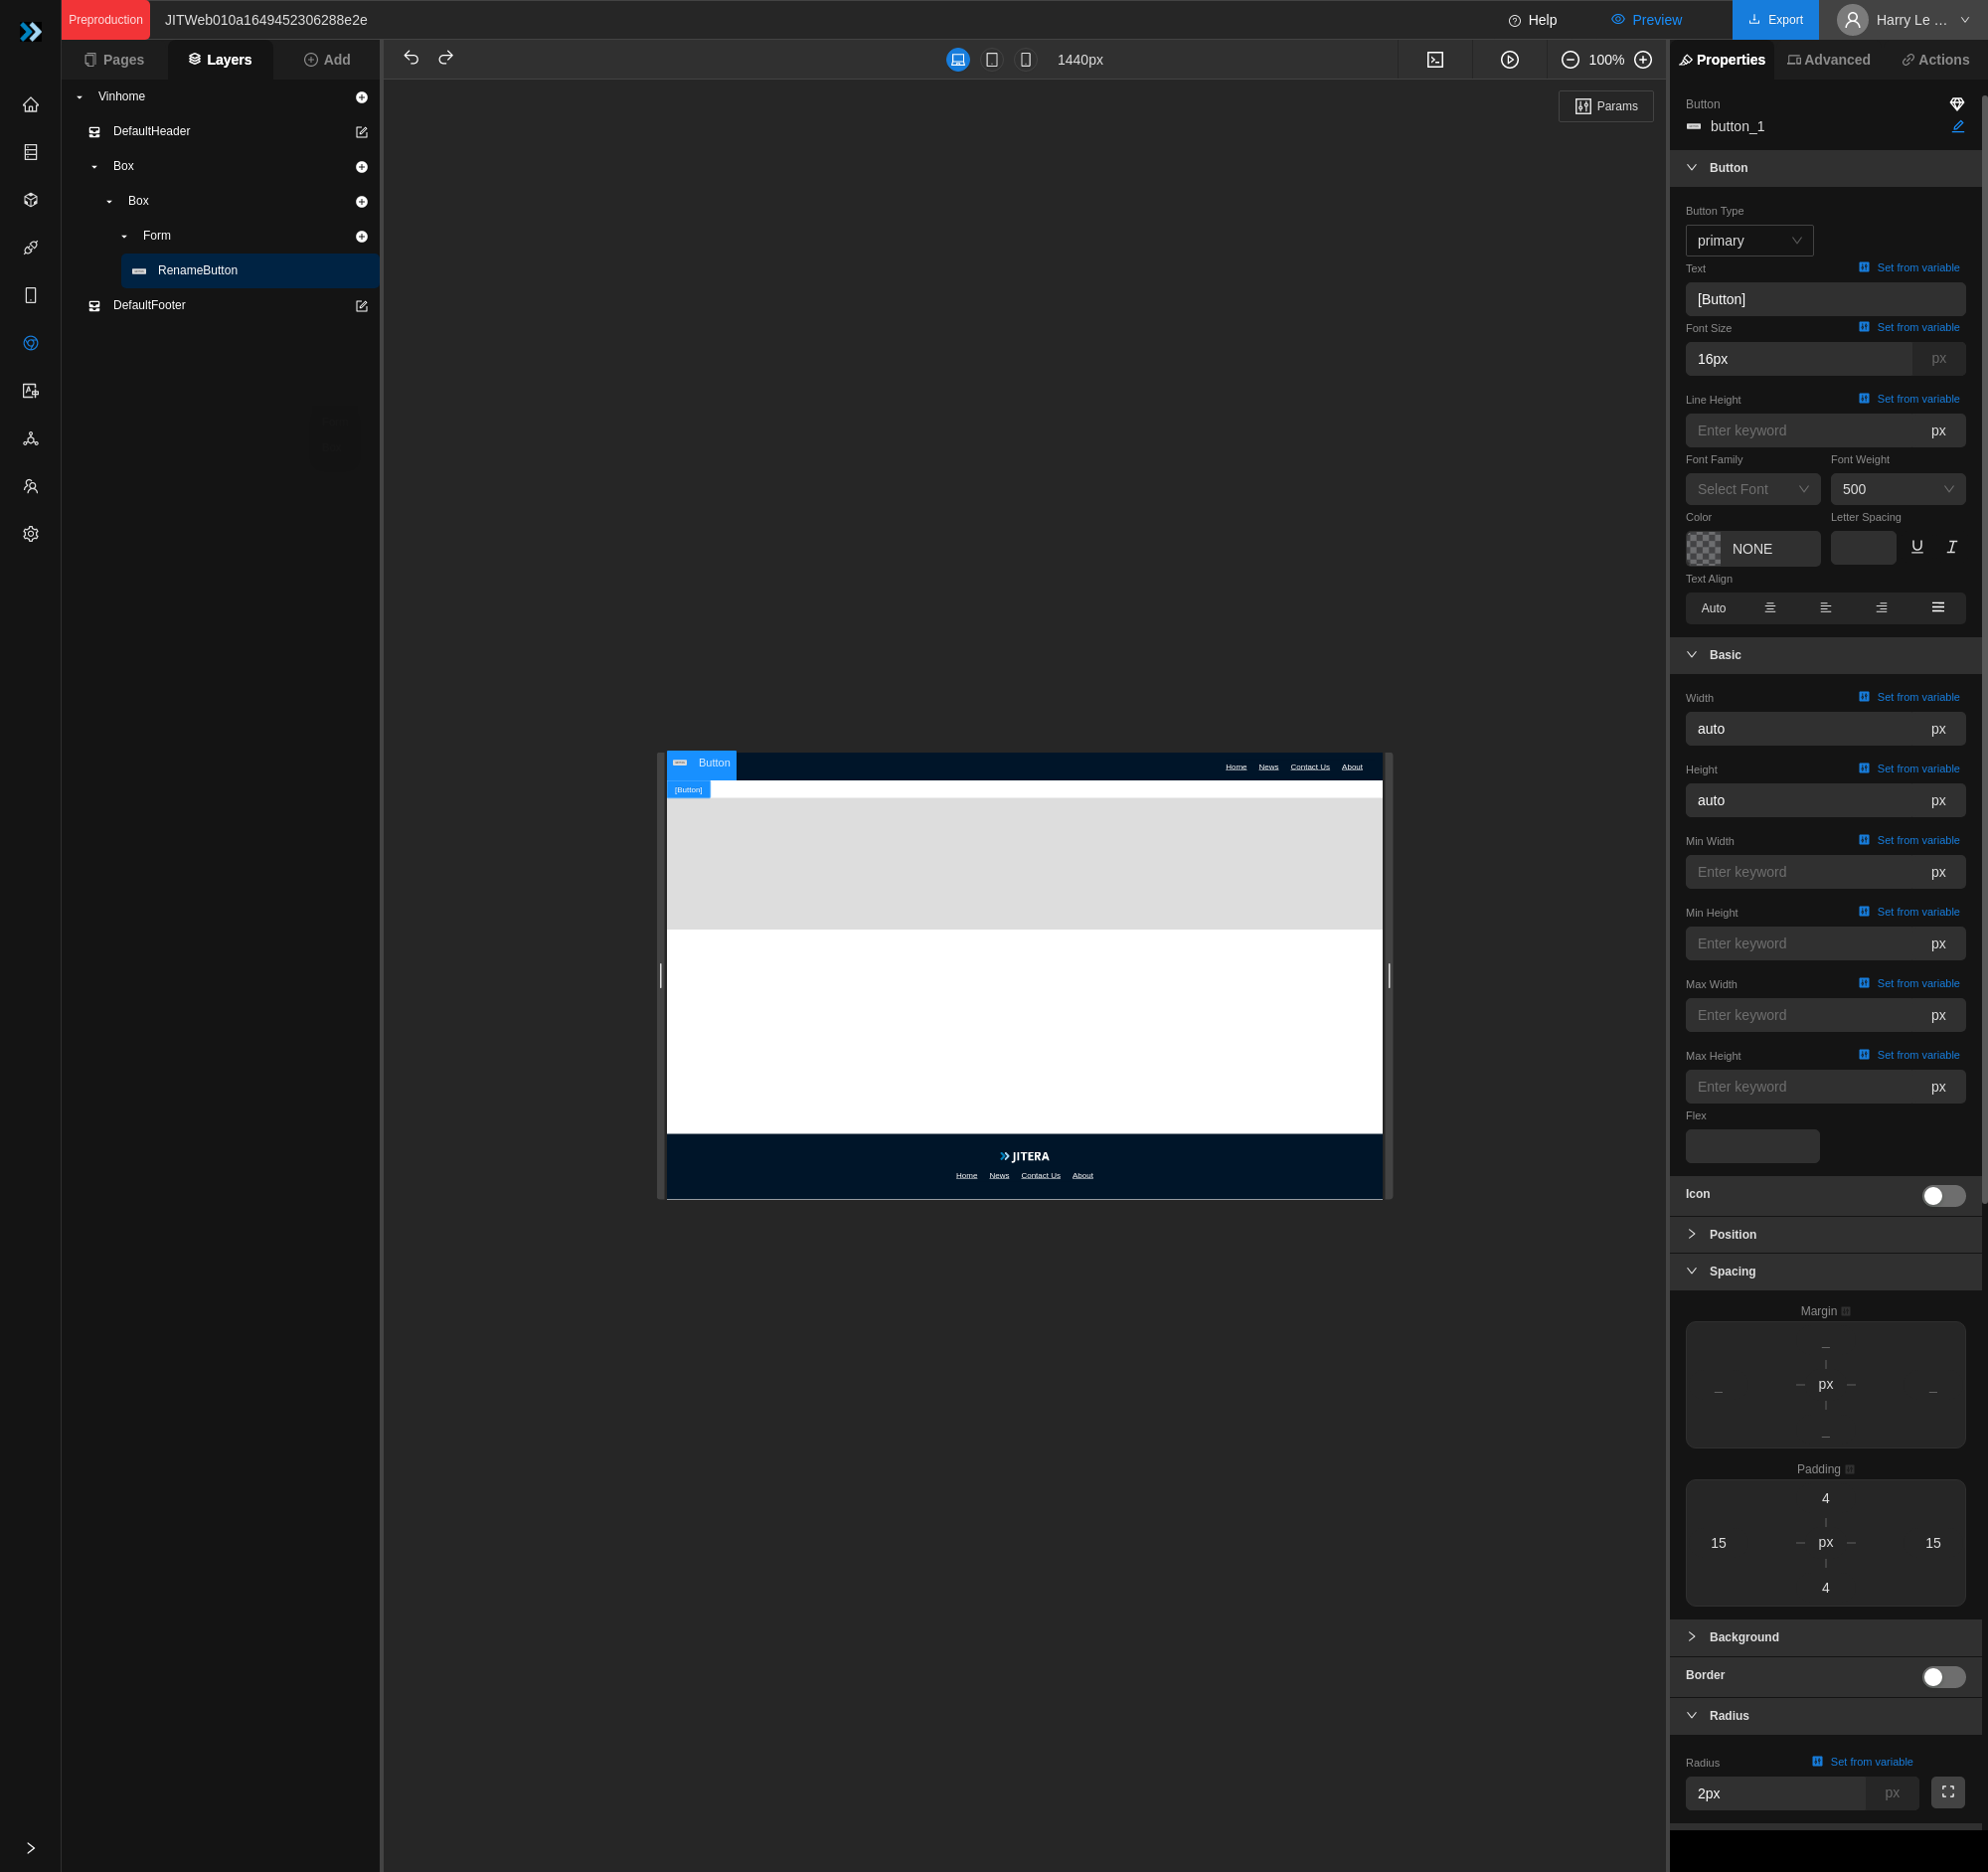 Preproduction
JITWeb010a1649452306288e2e
Help
Preview
Export
Harry Le ...
Pages
Layers
Add
1440px
100%
Properties
Advanced
Actions
Vinhome
DefaultHeader
Box
Box
Form
RenameButton
DefaultFooter
Params
Button
Home News Contact Us About
[Button]
JITERA
Home News Contact Us About
Button
button_1
Button
Button Type
primary
Text
Set from variable
[Button]
Font Size
Set from variable
16px
px
Line Height
Set from variable
Enter keyword
px
Font Family
Font Weight
Select Font
500
Color
Letter Spacing
NONE
Text Align
Auto
Basic
Width
Set from variable
auto
px
Height
Set from variable
auto
px
Min Width
Set from variable
Enter keyword
px
Min Height
Set from variable
Enter keyword
px
Max Width
Set from variable
Enter keyword
px
Max Height
Set from variable
Enter keyword
px
Flex
Icon
Position
Spacing
Margin
px
Padding
4
15
px
15
4
Background
Border
Radius
Radius
Set from variable
2px
px